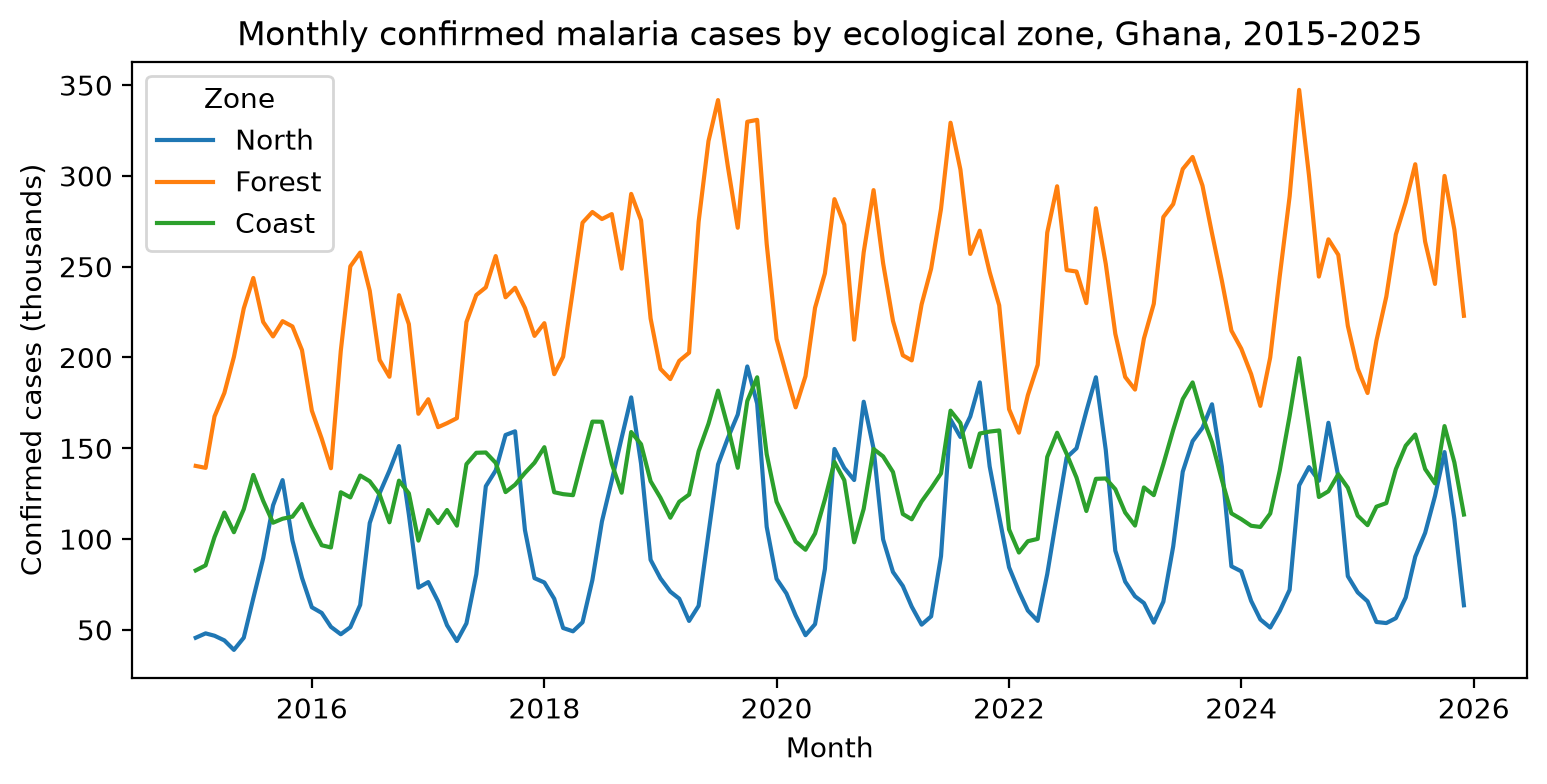 Monthly confirmed malaria cases by ecological zone, Ghana, 2015-2025
Zone
North
Forest
Coast
Confirmed cases (thousands)
350
300
250
200
150
100
50
2016 2018 2020 2022 2024 2026
Month